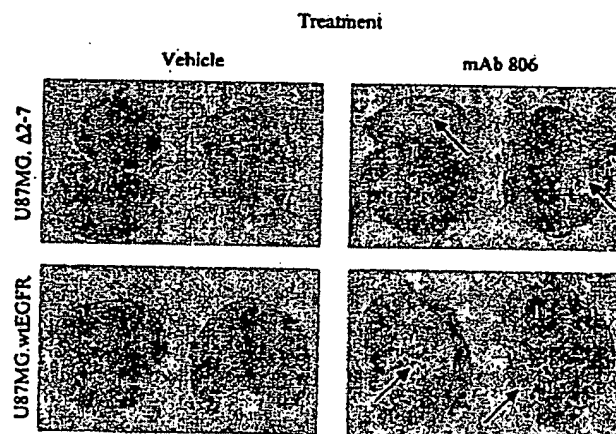 Treatment
Vehicle
mAb 806
U87MG. Δ2-7
U87MG.wtEGFR